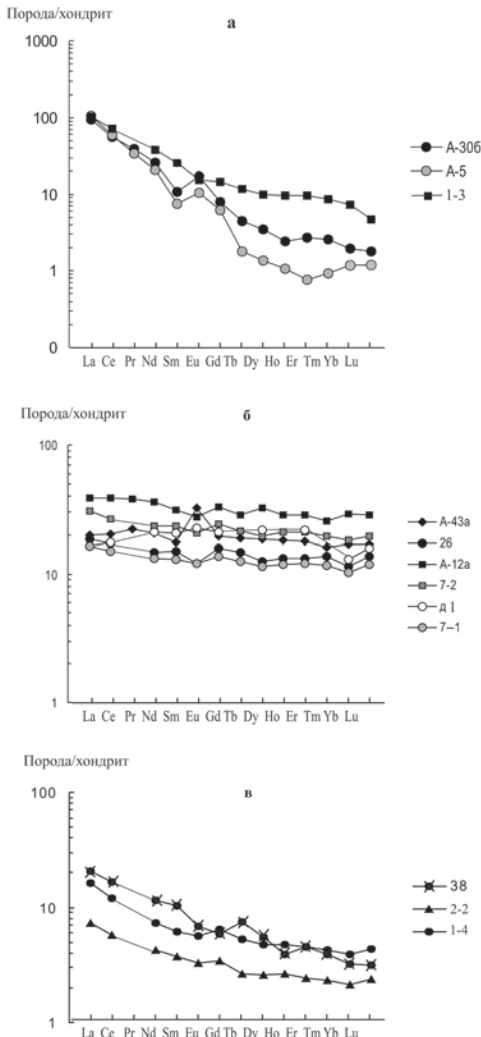 Порода/хондрит
а
1000
100
10
1
0
La Ce Pr Nd Sm Eu Gd Tb Dy Ho Er Tm Yb Lu
А-30б
А-5
1-3
Порода/хондрит
б
100
10
1
La Ce Pr Nd Sm Eu Gd Tb Dy Ho Er Tm Yb Lu
А-43а
26
А-12а
7-2
д 1
7–1
Порода/хондрит
в
100
10
1
La Ce Pr Nd Sm Eu Gd Tb Dy Ho Er Tm Yb Lu
38
2-2
1-4